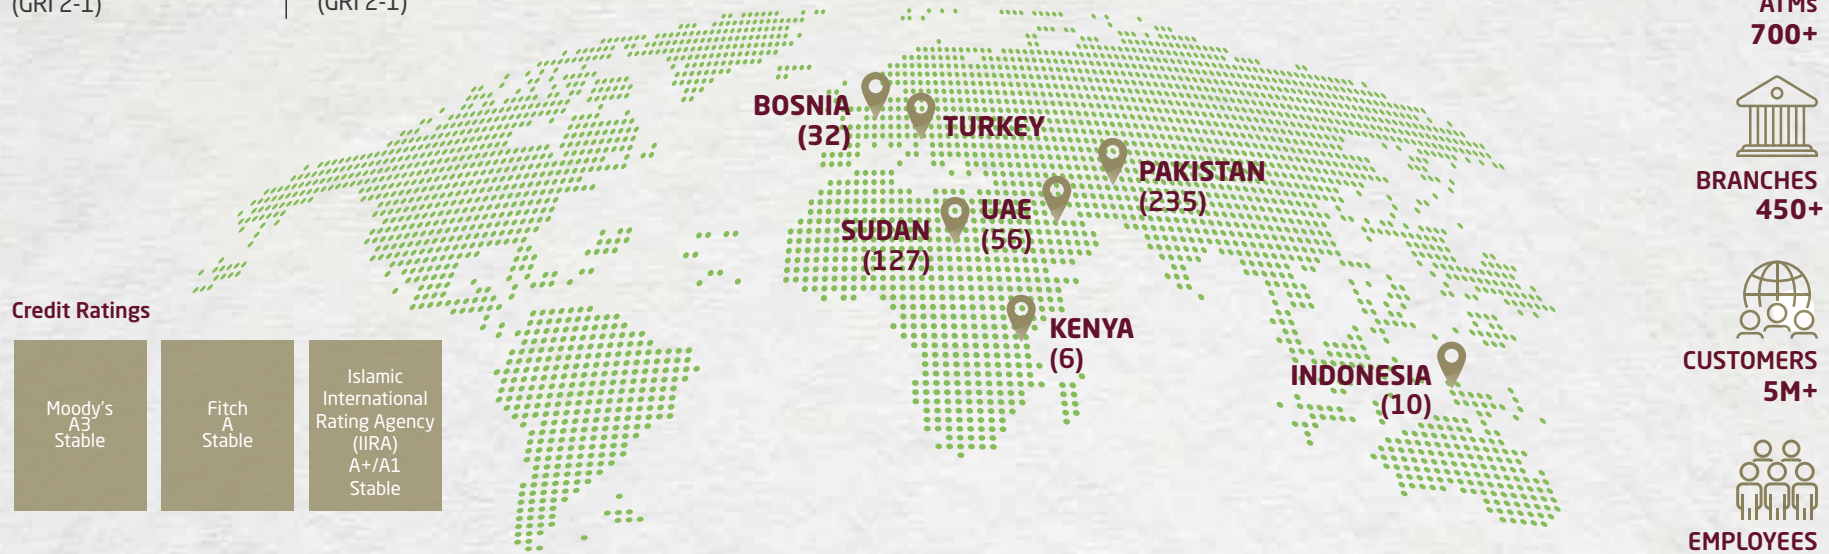 (GRI 2-1)
(GRI 2-1)
ATMs
700+
BOSNIA
(32)
TURKEY
PAKISTAN
(235)
UAE
(56)
SUDAN
(127)
KENYA
(6)
INDONESIA
(10)
BRANCHES
450+
CUSTOMERS
5M+
EMPLOYEES
Credit Ratings
Moody's
A3
Stable
Fitch
A
Stable
Islamic
International
Rating Agency
(IIRA)
A+/A1
Stable